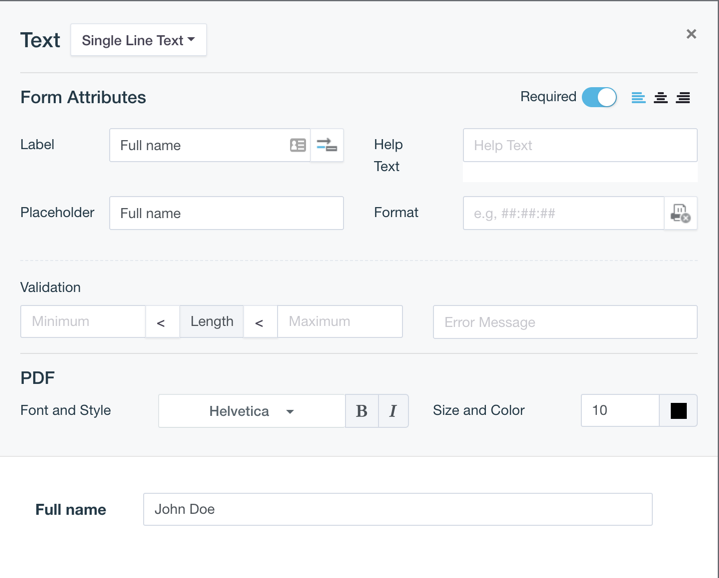 Text Single Line Text
Form Attributes Required
Label Full name Help Text Help Text
Placeholder Full name Format e.g, ##:##:##
Validation
Minimum < Length < Maximum Error Message
PDF
Font and Style Helvetica B I Size and Color 10
Full name John Doe